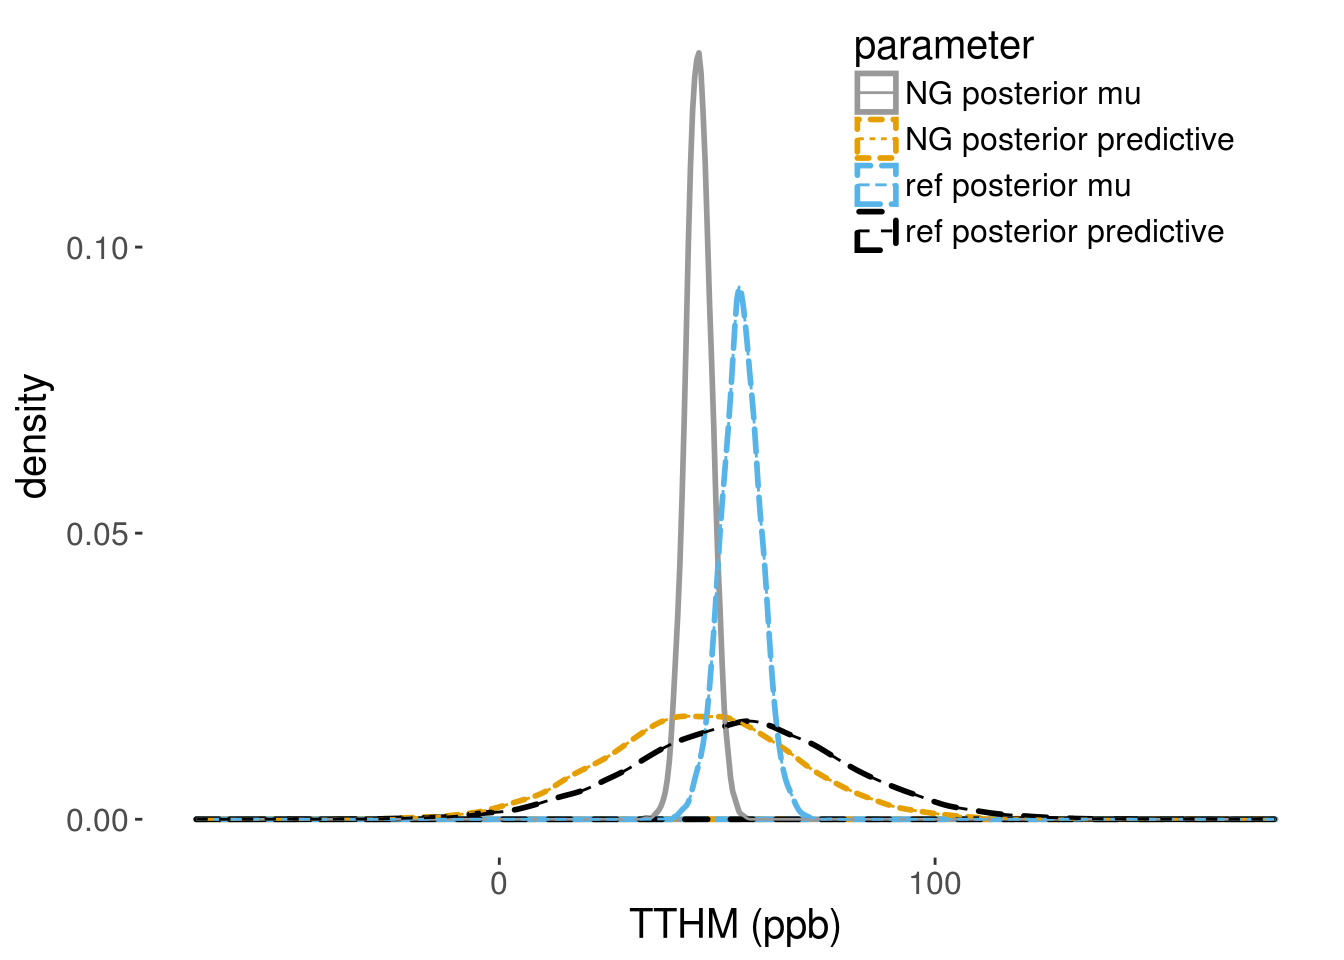 parameter
NG posterior mu
NG posterior predictive
ref posterior mu
ref posterior predictive
density
0.10
0.05
0.00
0
100
TTHM (ppb)